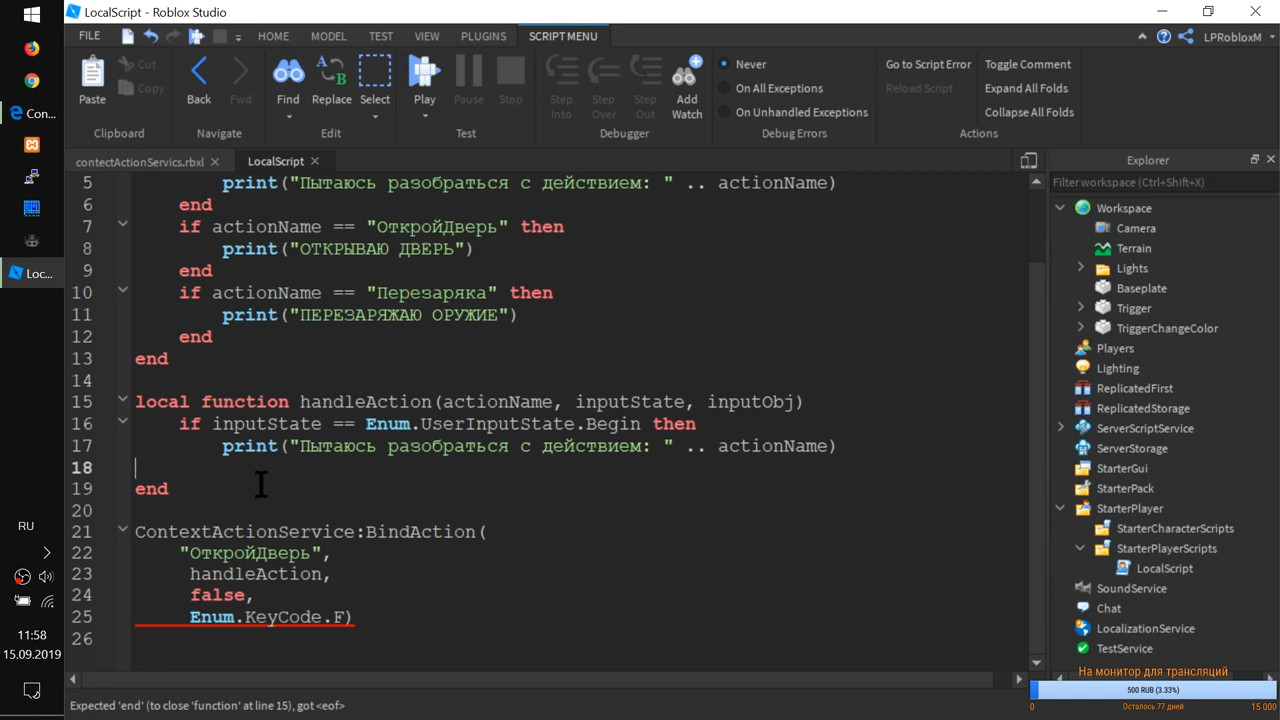 LocalScript - Roblox Studio
FILE
HOME
MODEL
TEST
VIEW
PLUGINS
SCRIPT MENU
LPRobloxM
Paste
Cut
Copy
Back
Fwd
Find
Replace
Select
Play
Pause
Stop
Step Into
Step Over
Step Out
Add Watch
Never
On All Exceptions
On Unhandled Exceptions
Go to Script Error
Reload Script
Toggle Comment
Expand All Folds
Collapse All Folds
Clipboard
Navigate
Edit
Test
Debugger
Debug Errors
Actions
contectActionServics.rbxl
LocalScript
5 print("Пытаюсь разобраться с действием: " .. actionName)
6 end
7 if actionName == "ОткройДверь" then
8 print("ОТКРЫВАЮ ДВЕРЬ")
9 end
10 if actionName == "Перезаряка" then
11 print("ПЕРЕЗАРЯЖАЮ ОРУЖИЕ")
12 end
13 end
14
15 local function handleAction(actionName, inputState, inputObj)
16 if inputState == Enum.UserInputState.Begin then
17 print("Пытаюсь разобраться с действием: " .. actionName)
18
19 end
20
21 ContextActionService:BindAction(
22 "ОткройДверь",
23 handleAction,
24 false,
25 Enum.KeyCode.F)
26
Expected 'end' (to close 'function' at line 15), got <eof>
Explorer
Filter workspace (Ctrl+Shift+X)
Workspace
Camera
Terrain
Lights
Baseplate
Trigger
TriggerChangeColor
Players
Lighting
ReplicatedFirst
ReplicatedStorage
ServerScriptService
ServerStorage
StarterGui
StarterPack
StarterPlayer
StarterCharacterScripts
StarterPlayerScripts
LocalScript
SoundService
Chat
LocalizationService
TestService
На монитор для трансляций
500 RUB (3.33%)
0
Осталось 77 дней
15 000
Con...
Loc...
RU
11:58
15.09.2019